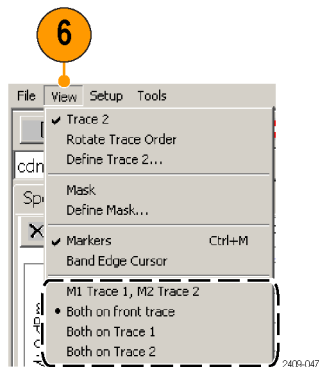 6
File View Setup Tools
Trace 2
Rotate Trace Order
Define Trace 2...
cdn
Mask
Define Mask...
Sp
Markers Ctrl+M
Band Edge Cursor
M1 Trace 1, M2 Trace 2
Both on front trace
Both on Trace 1
Both on Trace 2
2409-047